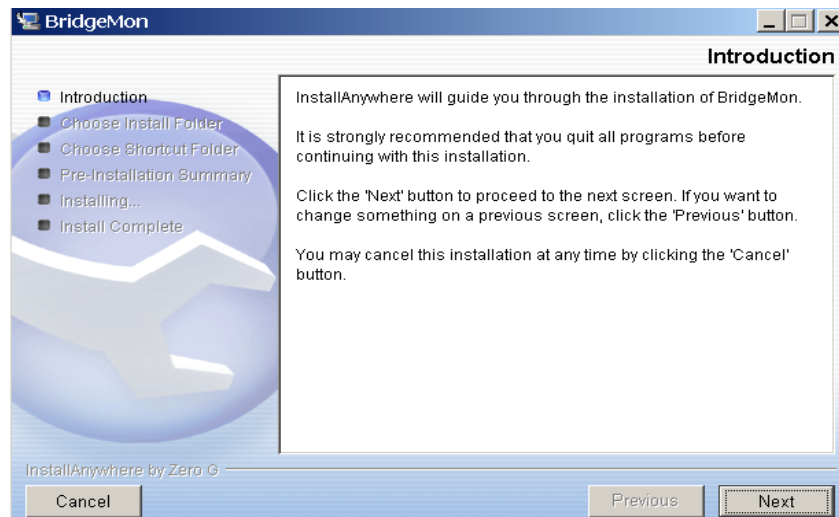 BridgeMon
Introduction
Introduction
Choose Install Folder
Choose Shortcut Folder
Pre-Installation Summary
Installing...
Install Complete
InstallAnywhere will guide you through the installation of BridgeMon.
It is strongly recommended that you quit all programs before
continuing with this installation.
Click the 'Next' button to proceed to the next screen. If you want to
change something on a previous screen, click the 'Previous' button.
You may cancel this installation at any time by clicking the 'Cancel'
button.
InstallAnywhere by Zero G
Cancel
Previous
Next